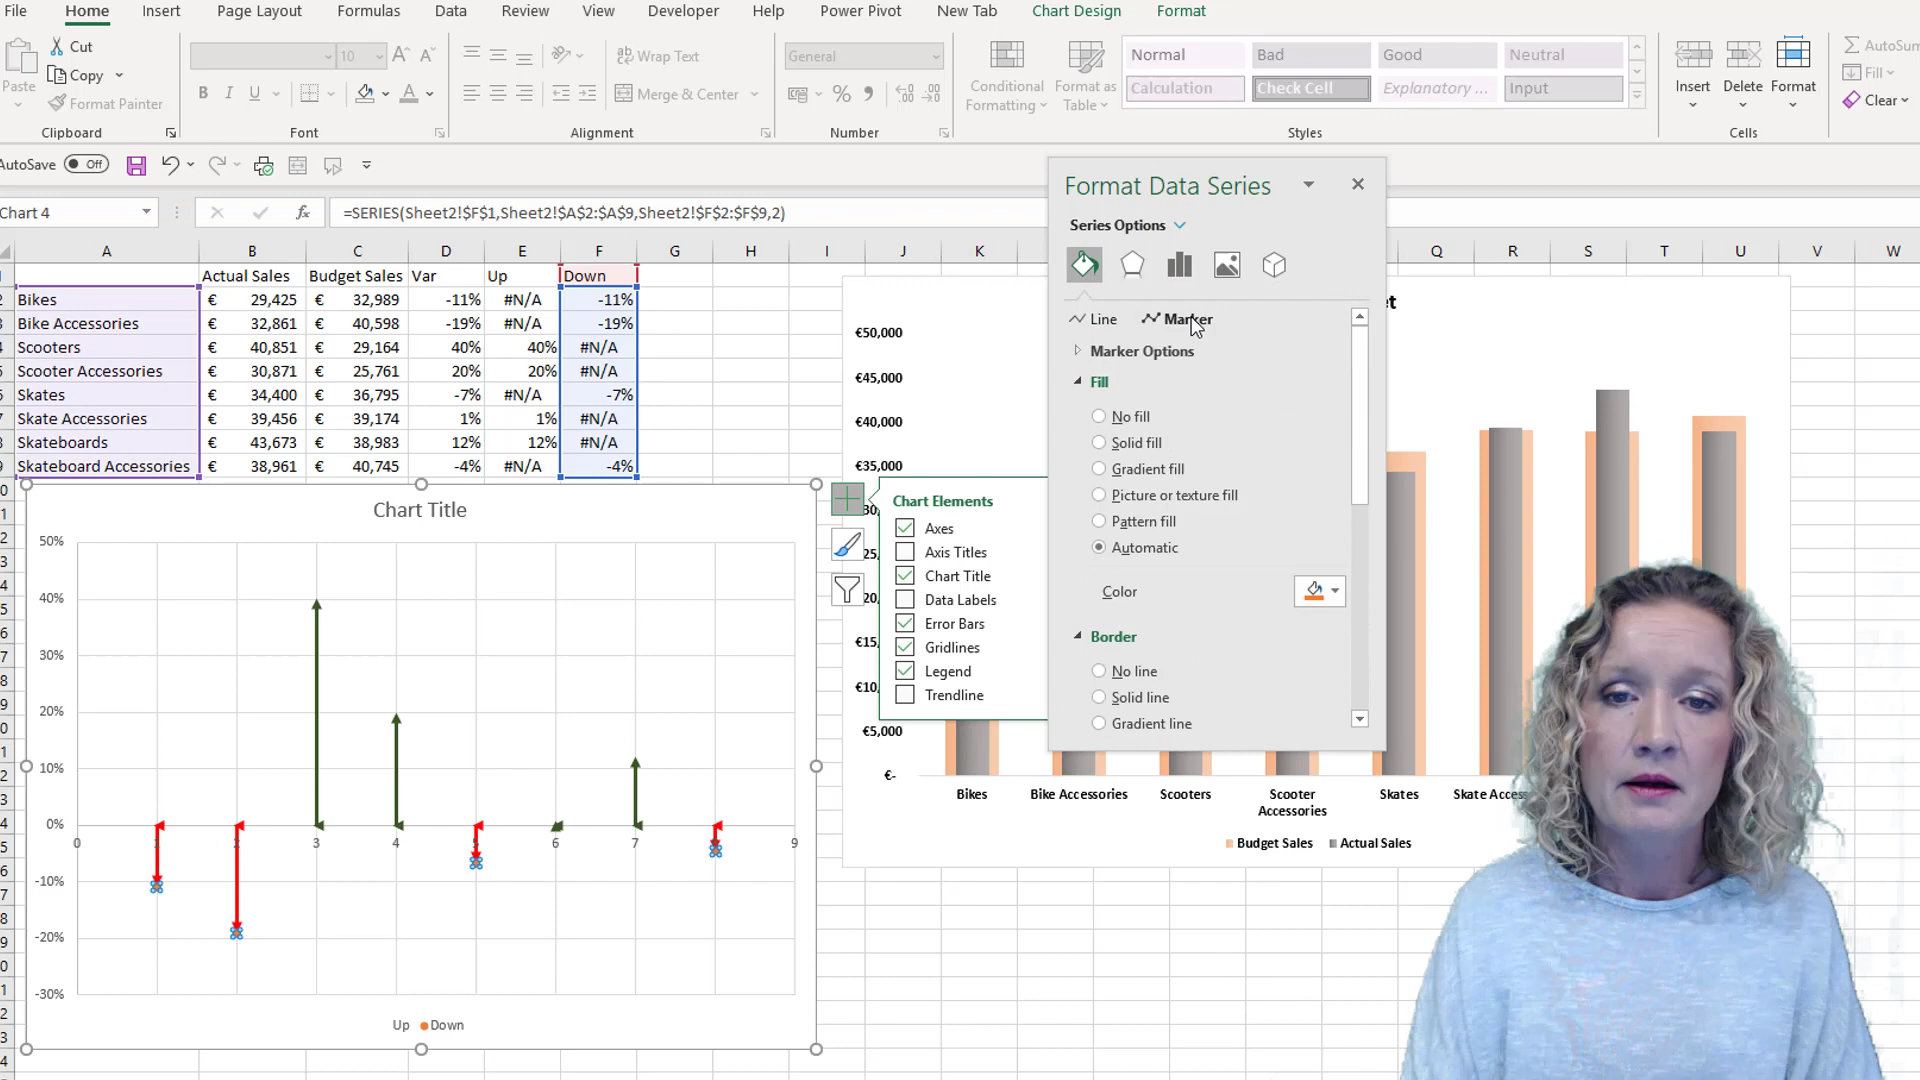 File Home Insert Page Layout Formulas Data Review View Developer Help Power Pivot New Tab Chart Design Format
Cut
Copy
Format Painter
Paste
Clipboard
10
B I U
Font
Wrap Text
Merge & Center
Alignment
General
Number
Conditional Formatting
Format as Table
Normal Bad Good Neutral
Calculation Check Cell Explanatory ... Input
Styles
Insert Delete Format
Cells
AutoSum
Fill
Clear
AutoSave Off
Chart 4
=SERIES(Sheet2!$F$1,Sheet2!$A$2:$A$9,Sheet2!$F$2:$F$9,2)
A B C D E F G H I J K Q R S T U V W
Actual Sales Budget Sales Var Up Down
Bikes € 29,425 € 32,989 -11% #N/A -11%
Bike Accessories € 32,861 € 40,598 -19% #N/A -19%
Scooters € 40,851 € 29,164 40% 40% #N/A
Scooter Accessories € 30,871 € 25,761 20% 20% #N/A
Skates € 34,400 € 36,795 -7% #N/A -7%
Skate Accessories € 39,456 € 39,174 1% 1% #N/A
Skateboards € 43,673 € 38,983 12% 12% #N/A
Skateboard Accessories € 38,961 € 40,745 -4% #N/A -4%
Chart Title
50%
40%
30%
20%
10%
0%
0 3 4 6 7 9
-10%
-20%
-30%
Up Down
Chart Elements
Axes
Axis Titles
Chart Title
Data Labels
Error Bars
Gridlines
Legend
Trendline
Format Data Series
Series Options
Line Marker
Marker Options
Fill
No fill
Solid fill
Gradient fill
Picture or texture fill
Pattern fill
Automatic
Color
Border
No line
Solid line
Gradient line
€50,000
€45,000
€40,000
€35,000
€5,000
€-
Bikes Bike Accessories Scooters Scooter Accessories Skates Skate
Budget Sales Actual Sales